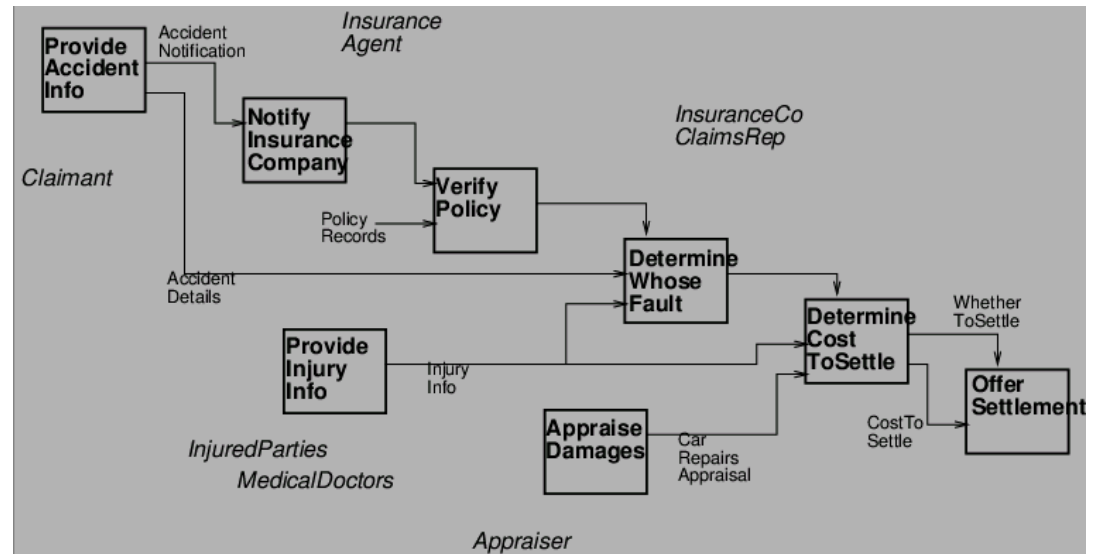 Insurance
Agent
Accident
Notification
Provide
Accident
Info
Notify
Insurance
Company
InsuranceCo
ClaimsRep
Claimant
Verify
Policy
Policy
Records
Accident
Details
Determine
Whose
Fault
Whether
ToSettle
Determine
Cost
ToSettle
Provide
Injury
Info
Injury
Info
Offer
Settlement
CostTo
Settle
Appraise
Damages
Car
Repairs
Appraisal
InjuredParties
MedicalDoctors
Appraiser